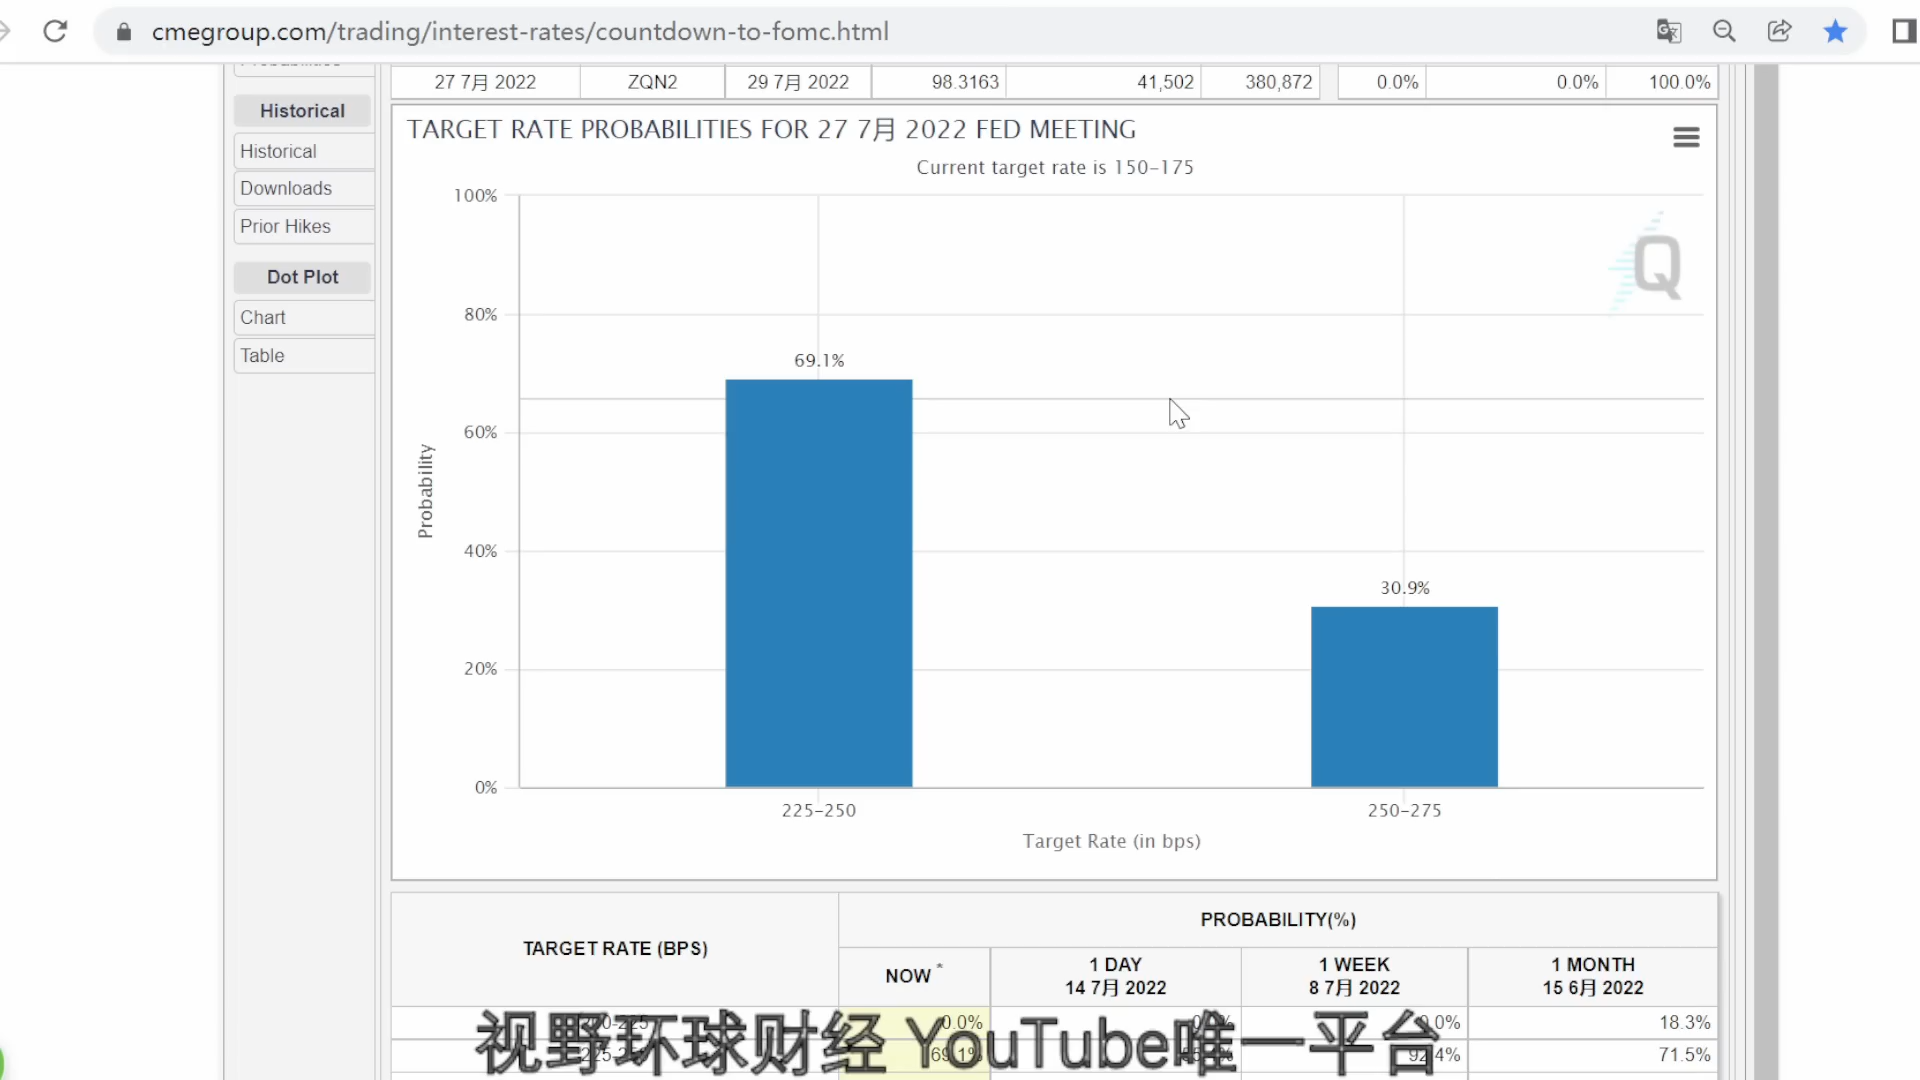 cmegroup.com/trading/interest-rates/countdown-to-fomc.html
27 7月 2022 ZQN2 29 7月 2022 98.3163 41,502 380,872 0.0% 0.0% 100.0%
Historical
Historical
Downloads
Prior Hikes
Dot Plot
Chart
Table
TARGET RATE PROBABILITIES FOR 27 7月 2022 FED MEETING
Current target rate is 150-175
Q
100%
80%
60%
40%
20%
0%
Probability
69.1%
30.9%
225-250
250-275
Target Rate (in bps)
TARGET RATE (BPS)
PROBABILITY(%)
NOW *
1 DAY
14 7月 2022
1 WEEK
8 7月 2022
1 MONTH
15 6月 2022
0.0% 18.3%
69.1% 92.4% 71.5%
视野环球财经 YouTube唯一平台